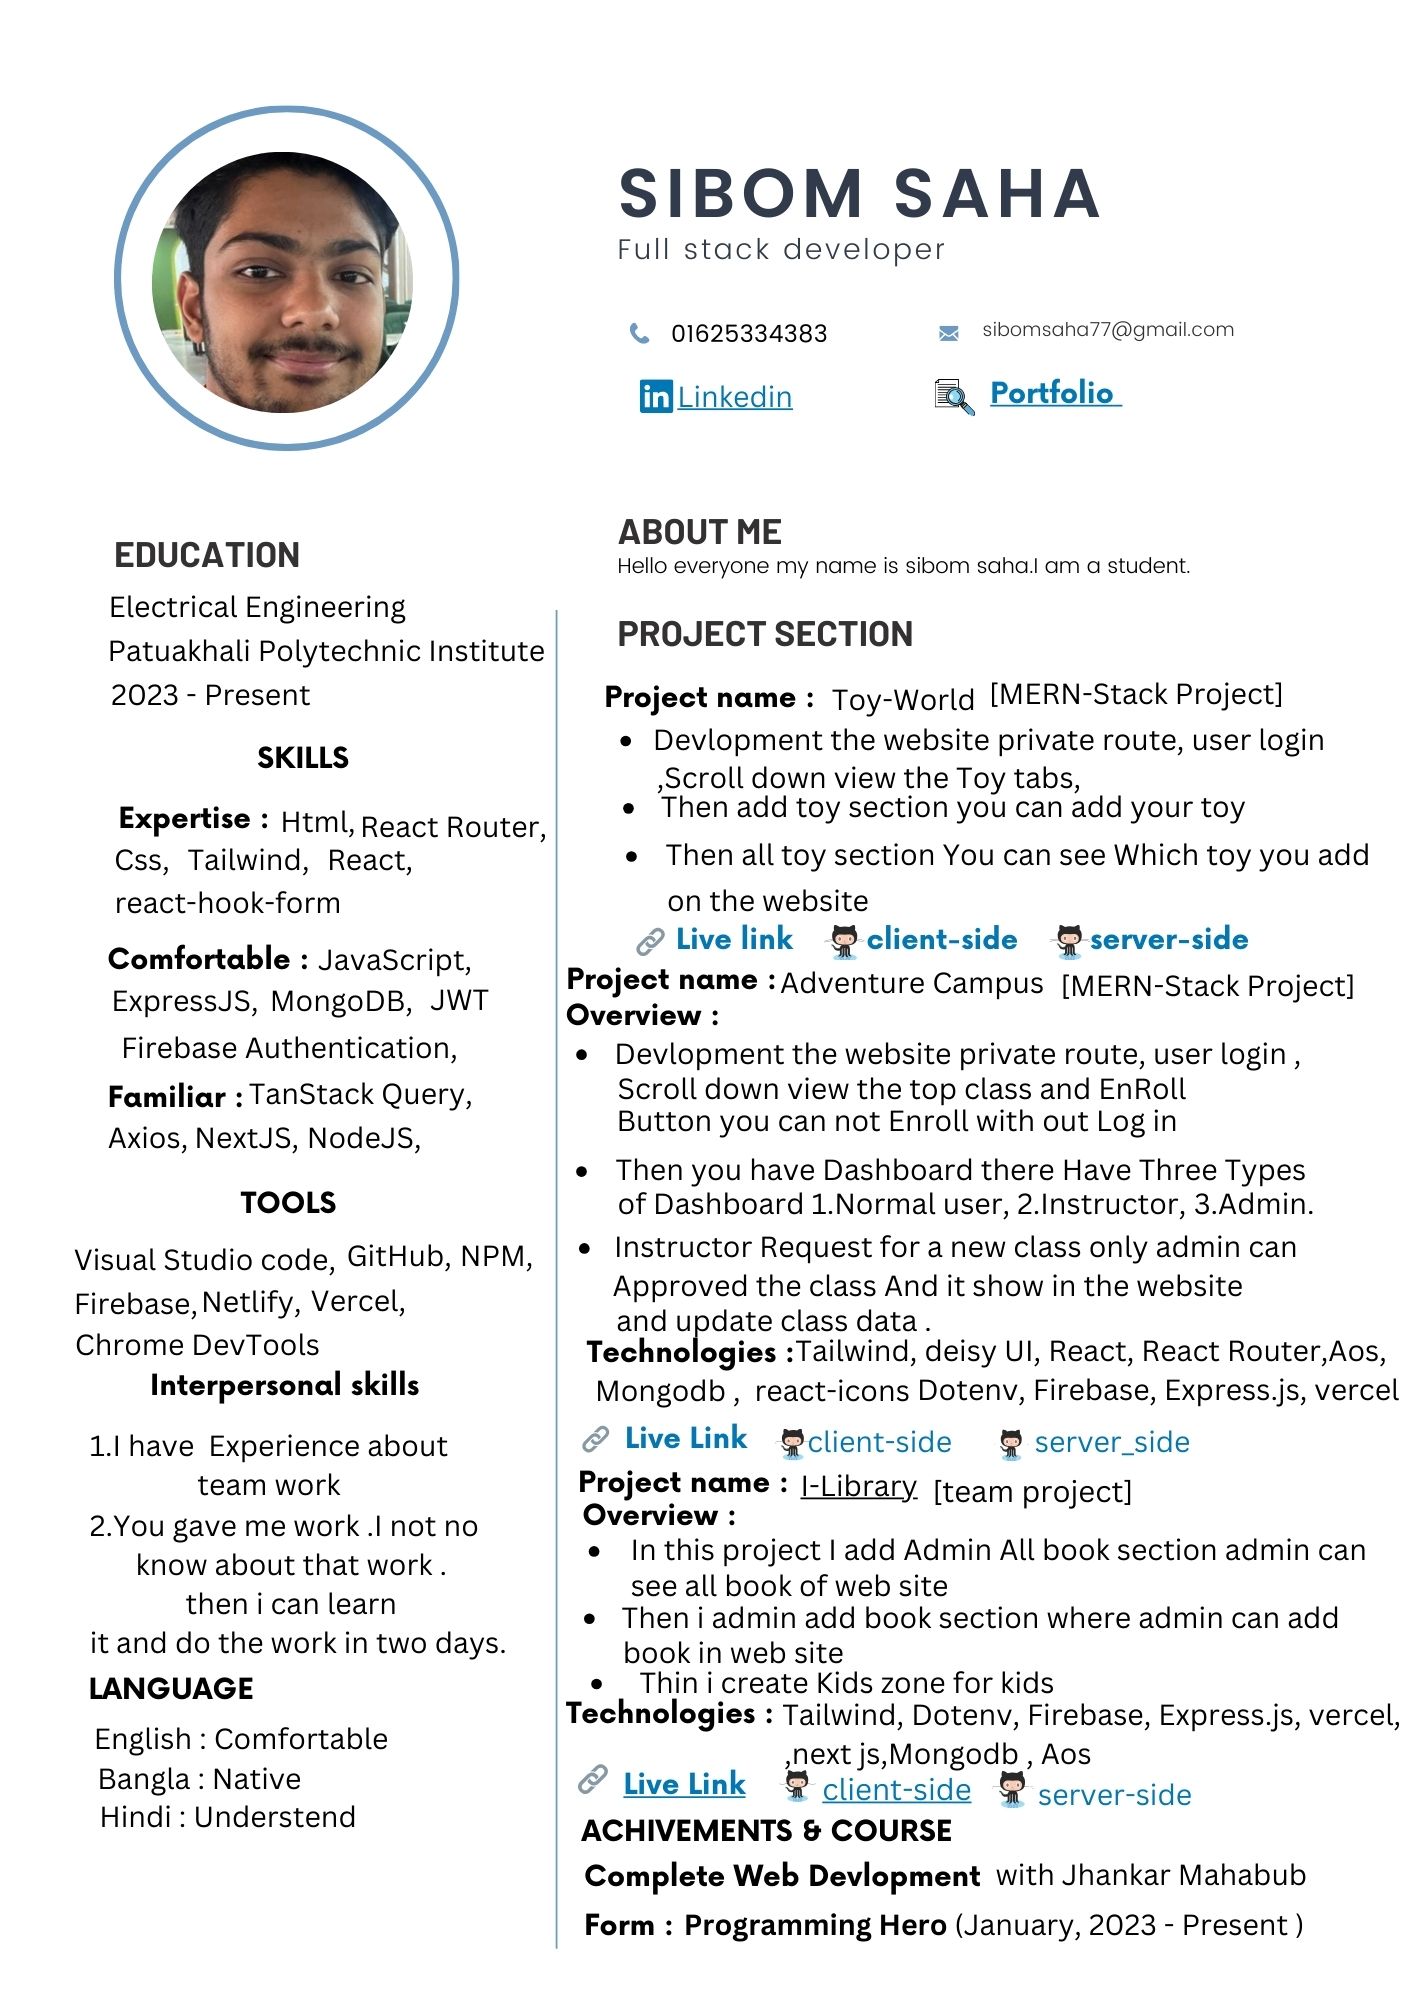 SIBOM SAHA
Full stack developer
01625334383
sibomsaha77@gmail.com
Linkedin
Portfolio
EDUCATION
Electrical Engineering
Patuakhali Polytechnic Institute
2023 - Present
SKILLS
Expertise : Html, React Router,
Css, Tailwind, React,
react-hook-form
Comfortable : JavaScript,
ExpressJS, MongoDB, JWT
Firebase Authentication,
Familiar : TanStack Query,
Axios, NextJS, NodeJS,
TOOLS
Visual Studio code, GitHub, NPM,
Firebase, Netlify, Vercel,
Chrome DevTools
Interpersonal skills
1.I have Experience about
team work
2.You gave me work .I not no
know about that work .
then i can learn
it and do the work in two days.
LANGUAGE
English : Comfortable
Bangla : Native
Hindi : Understend
ABOUT ME
Hello everyone my name is sibom saha.I am a student.
PROJECT SECTION
Project name : Toy-World [MERN-Stack Project]
• Devlopment the website private route, user login
,Scroll down view the Toy tabs,
• Then add toy section you can add your toy
• Then all toy section You can see Which toy you add
on the website
Live link client-side server-side
Project name : Adventure Campus [MERN-Stack Project]
Overview :
• Devlopment the website private route, user login ,
Scroll down view the top class and EnRoll
Button you can not Enroll with out Log in
• Then you have Dashboard there Have Three Types
of Dashboard 1.Normal user, 2.Instructor, 3.Admin.
• Instructor Request for a new class only admin can
Approved the class And it show in the website
and update class data .
Technologies :Tailwind, deisy UI, React, React Router,Aos,
Mongodb , react-icons Dotenv, Firebase, Express.js, vercel
Live Link client-side server_side
Project name : I-Library [team project]
Overview :
• In this project I add Admin All book section admin can
see all book of web site
• Then i admin add book section where admin can add
book in web site
• Thin i create Kids zone for kids
Technologies : Tailwind, Dotenv, Firebase, Express.js, vercel,
,next js,Mongodb , Aos
Live Link client-side server-side
ACHIVEMENTS & COURSE
Complete Web Devlopment with Jhankar Mahabub
Form : Programming Hero (January, 2023 - Present )